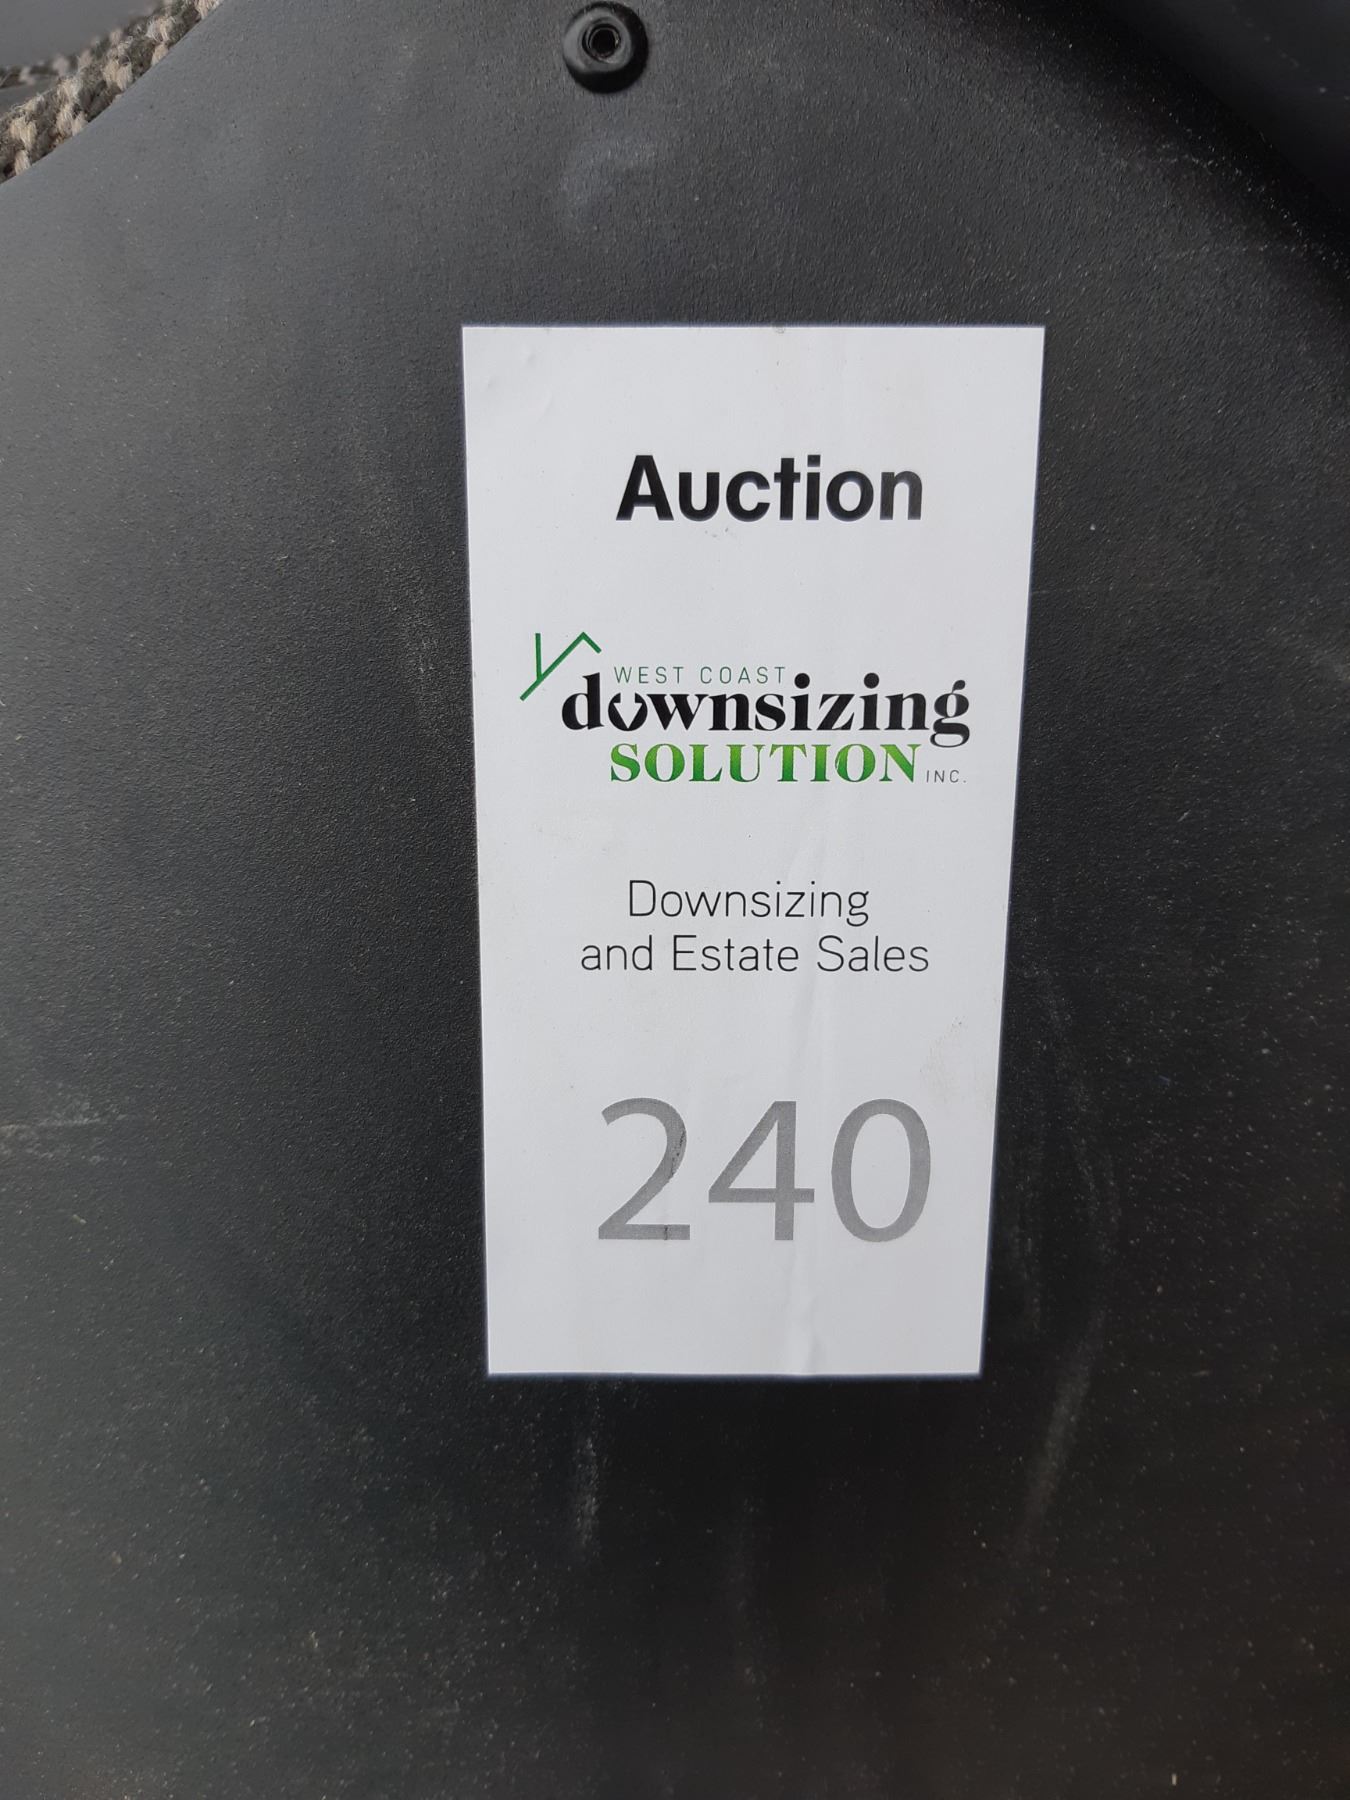 Auction
WEST COAST
downsizing
SOLUTION INC.
Downsizing
and Estate Sales
240